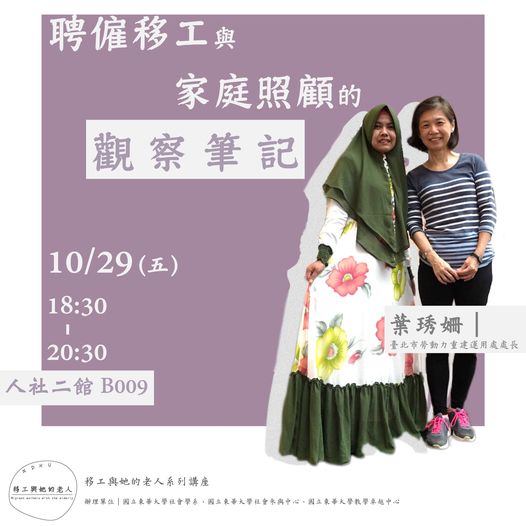 聘僱移工與
家庭照顧的
觀察筆記
10/29(五)
18:30
-
20:30
人社二館 B009
葉琇姍|
臺北市勞動力重建運用處處長
移工與她的老人
Migrant workers with the elderly
移工與她的老人系列講座
辦理單位|國立東華大學社會學系、國立東華大學社會參與中心、國立東華大學教學卓越中心